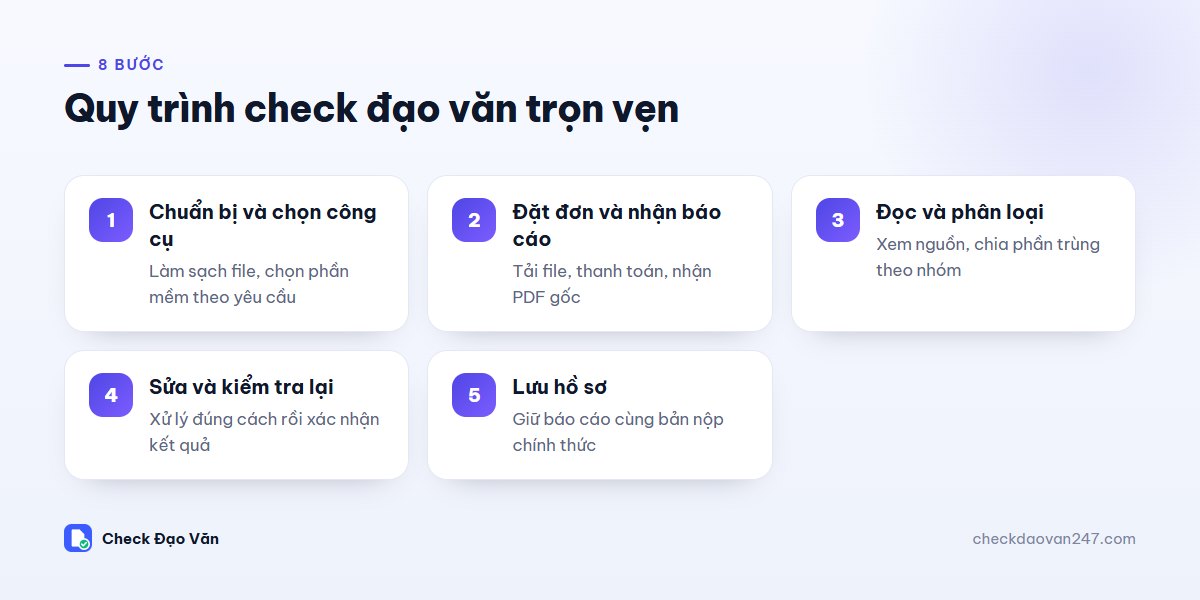 8 BƯỚC
Quy trình check đạo văn trọn vẹn
1
Chuẩn bị và chọn công
cụ
Làm sạch file, chọn phần
mềm theo yêu cầu
2
Đặt đơn và nhận báo
cáo
Tải file, thanh toán, nhận
PDF gốc
3
Đọc và phân loại
Xem nguồn, chia phần trùng
theo nhóm
4
Sửa và kiểm tra lại
Xử lý đúng cách rồi xác nhận
kết quả
5
Lưu hồ sơ
Giữ báo cáo cùng bản nộp
chính thức
Check Đạo Văn
checkdaovan247.com